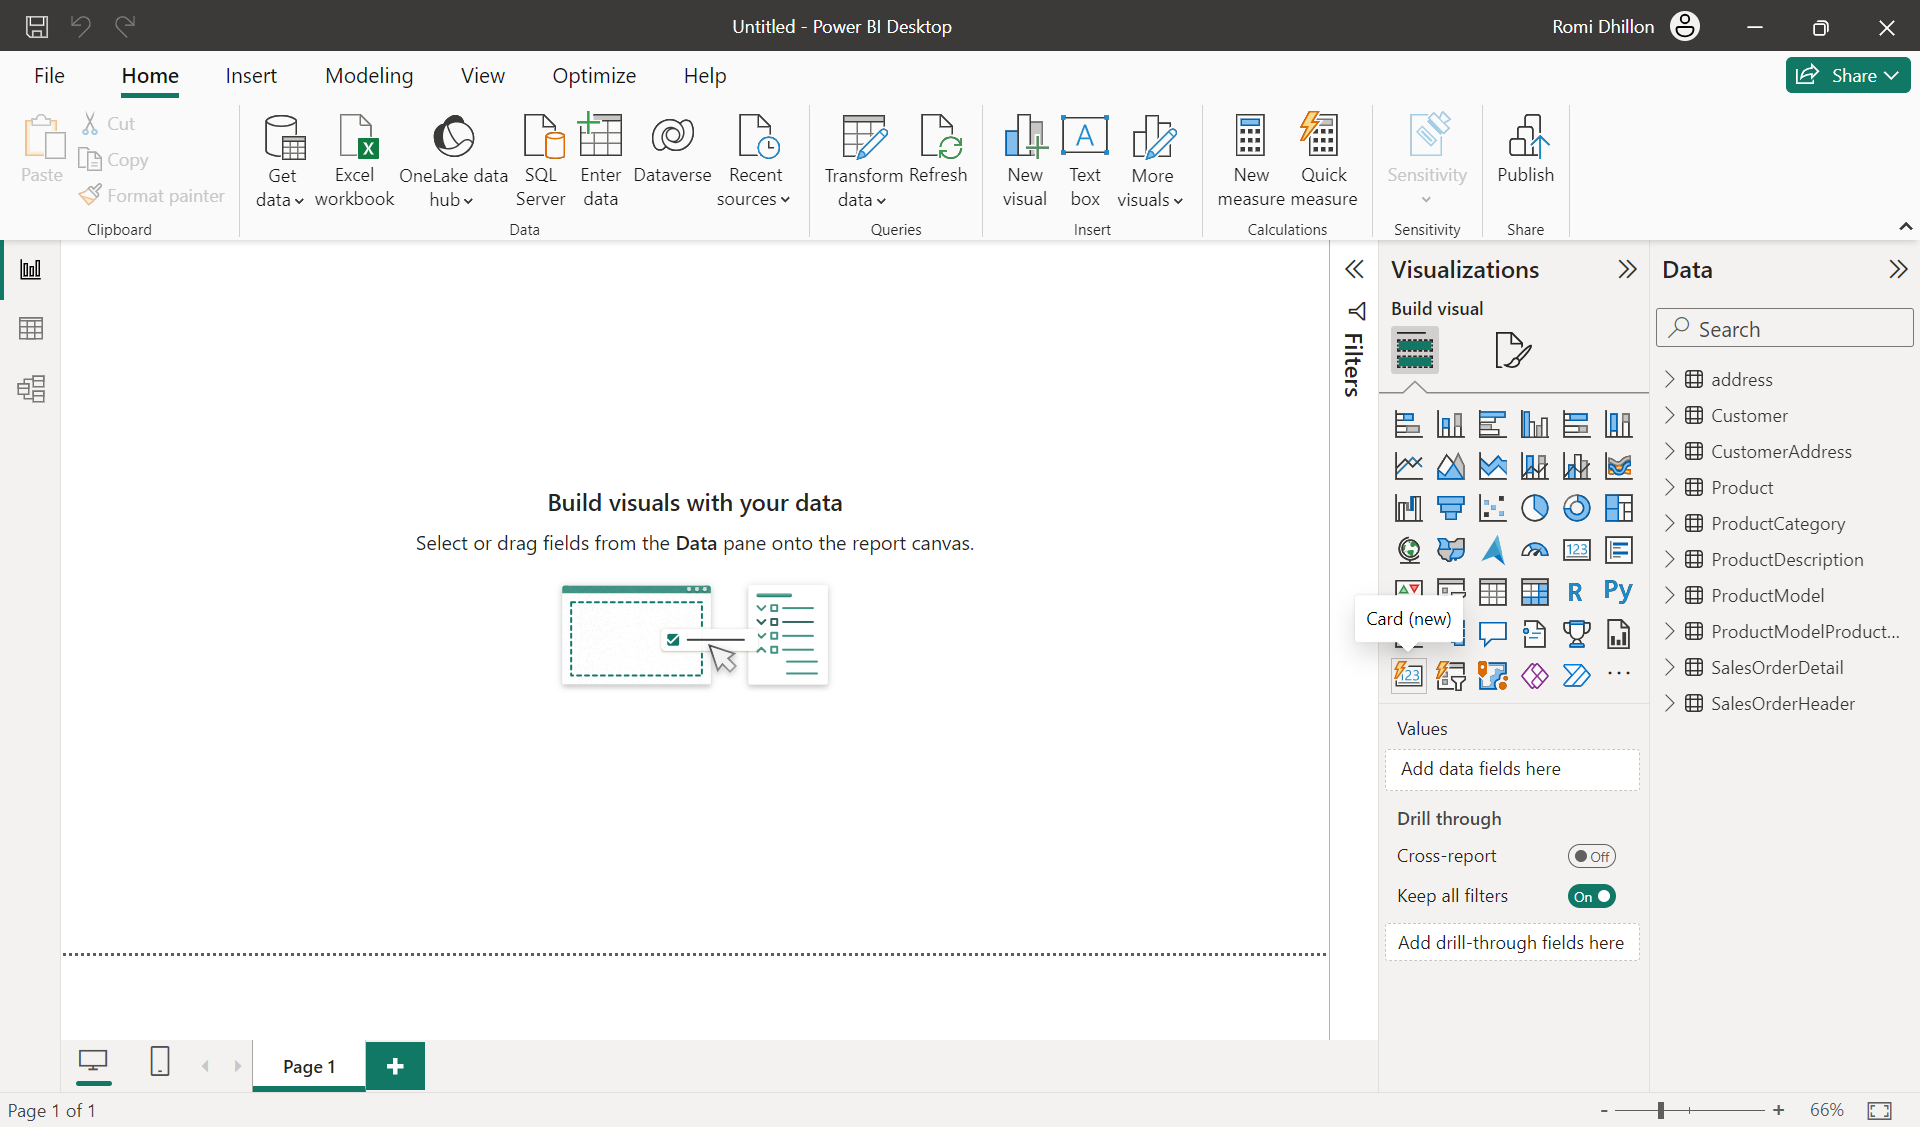 Untitled - Power BI Desktop
Romi Dhillon
File
Home
Insert
Modeling
View
Optimize
Help
Share
Paste
Cut
Copy
Format painter
Clipboard
Get
data
Excel
workbook
OneLake data
hub
SQL
Server
Enter
data
Dataverse
Recent
sources
Data
Transform
data
Refresh
Queries
New
visual
A
Text
box
More
visuals
Insert
New
measure
Quick
measure
Calculations
Sensitivity
Sensitivity
Publish
Share
Build visuals with your data
Select or drag fields from the Data pane onto the report canvas.
Filters
Visualizations
Build visual
123
R
Py
Card (new)
123
Values
Add data fields here
Drill through
Cross-report
Off
Keep all filters
On
Add drill-through fields here
Data
Search
address
Customer
CustomerAddress
Product
ProductCategory
ProductDescription
ProductModel
ProductModelProduct...
SalesOrderDetail
SalesOrderHeader
Page 1
+
Page 1 of 1
- +
66%